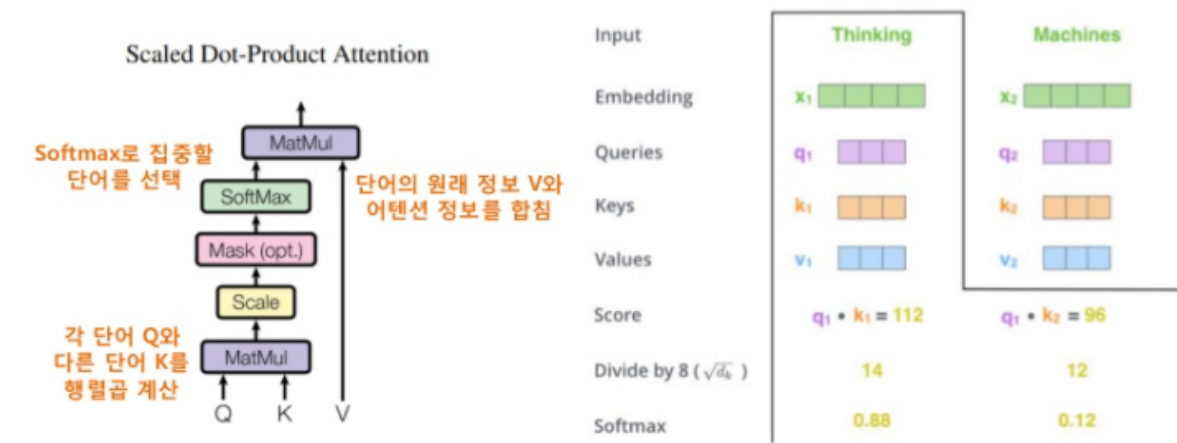 Scaled Dot-Product Attention
MatMul
Softmax로 집중할
단어를 선택
SoftMax
단어의 원래 정보 V와
어텐션 정보를 합침
Mask (opt.)
Scale
각 단어 Q와
다른 단어 K를
행렬곱 계산
MatMul
Q K V
Input Thinking Machines
Embedding x₁ x₂
Queries q₁ q₂
Keys k₁ k₂
Values v₁ v₂
Score q₁ • k₁ = 112 q₁ • k₂ = 96
Divide by 8 ( √dₖ ) 14 12
Softmax 0.88 0.12